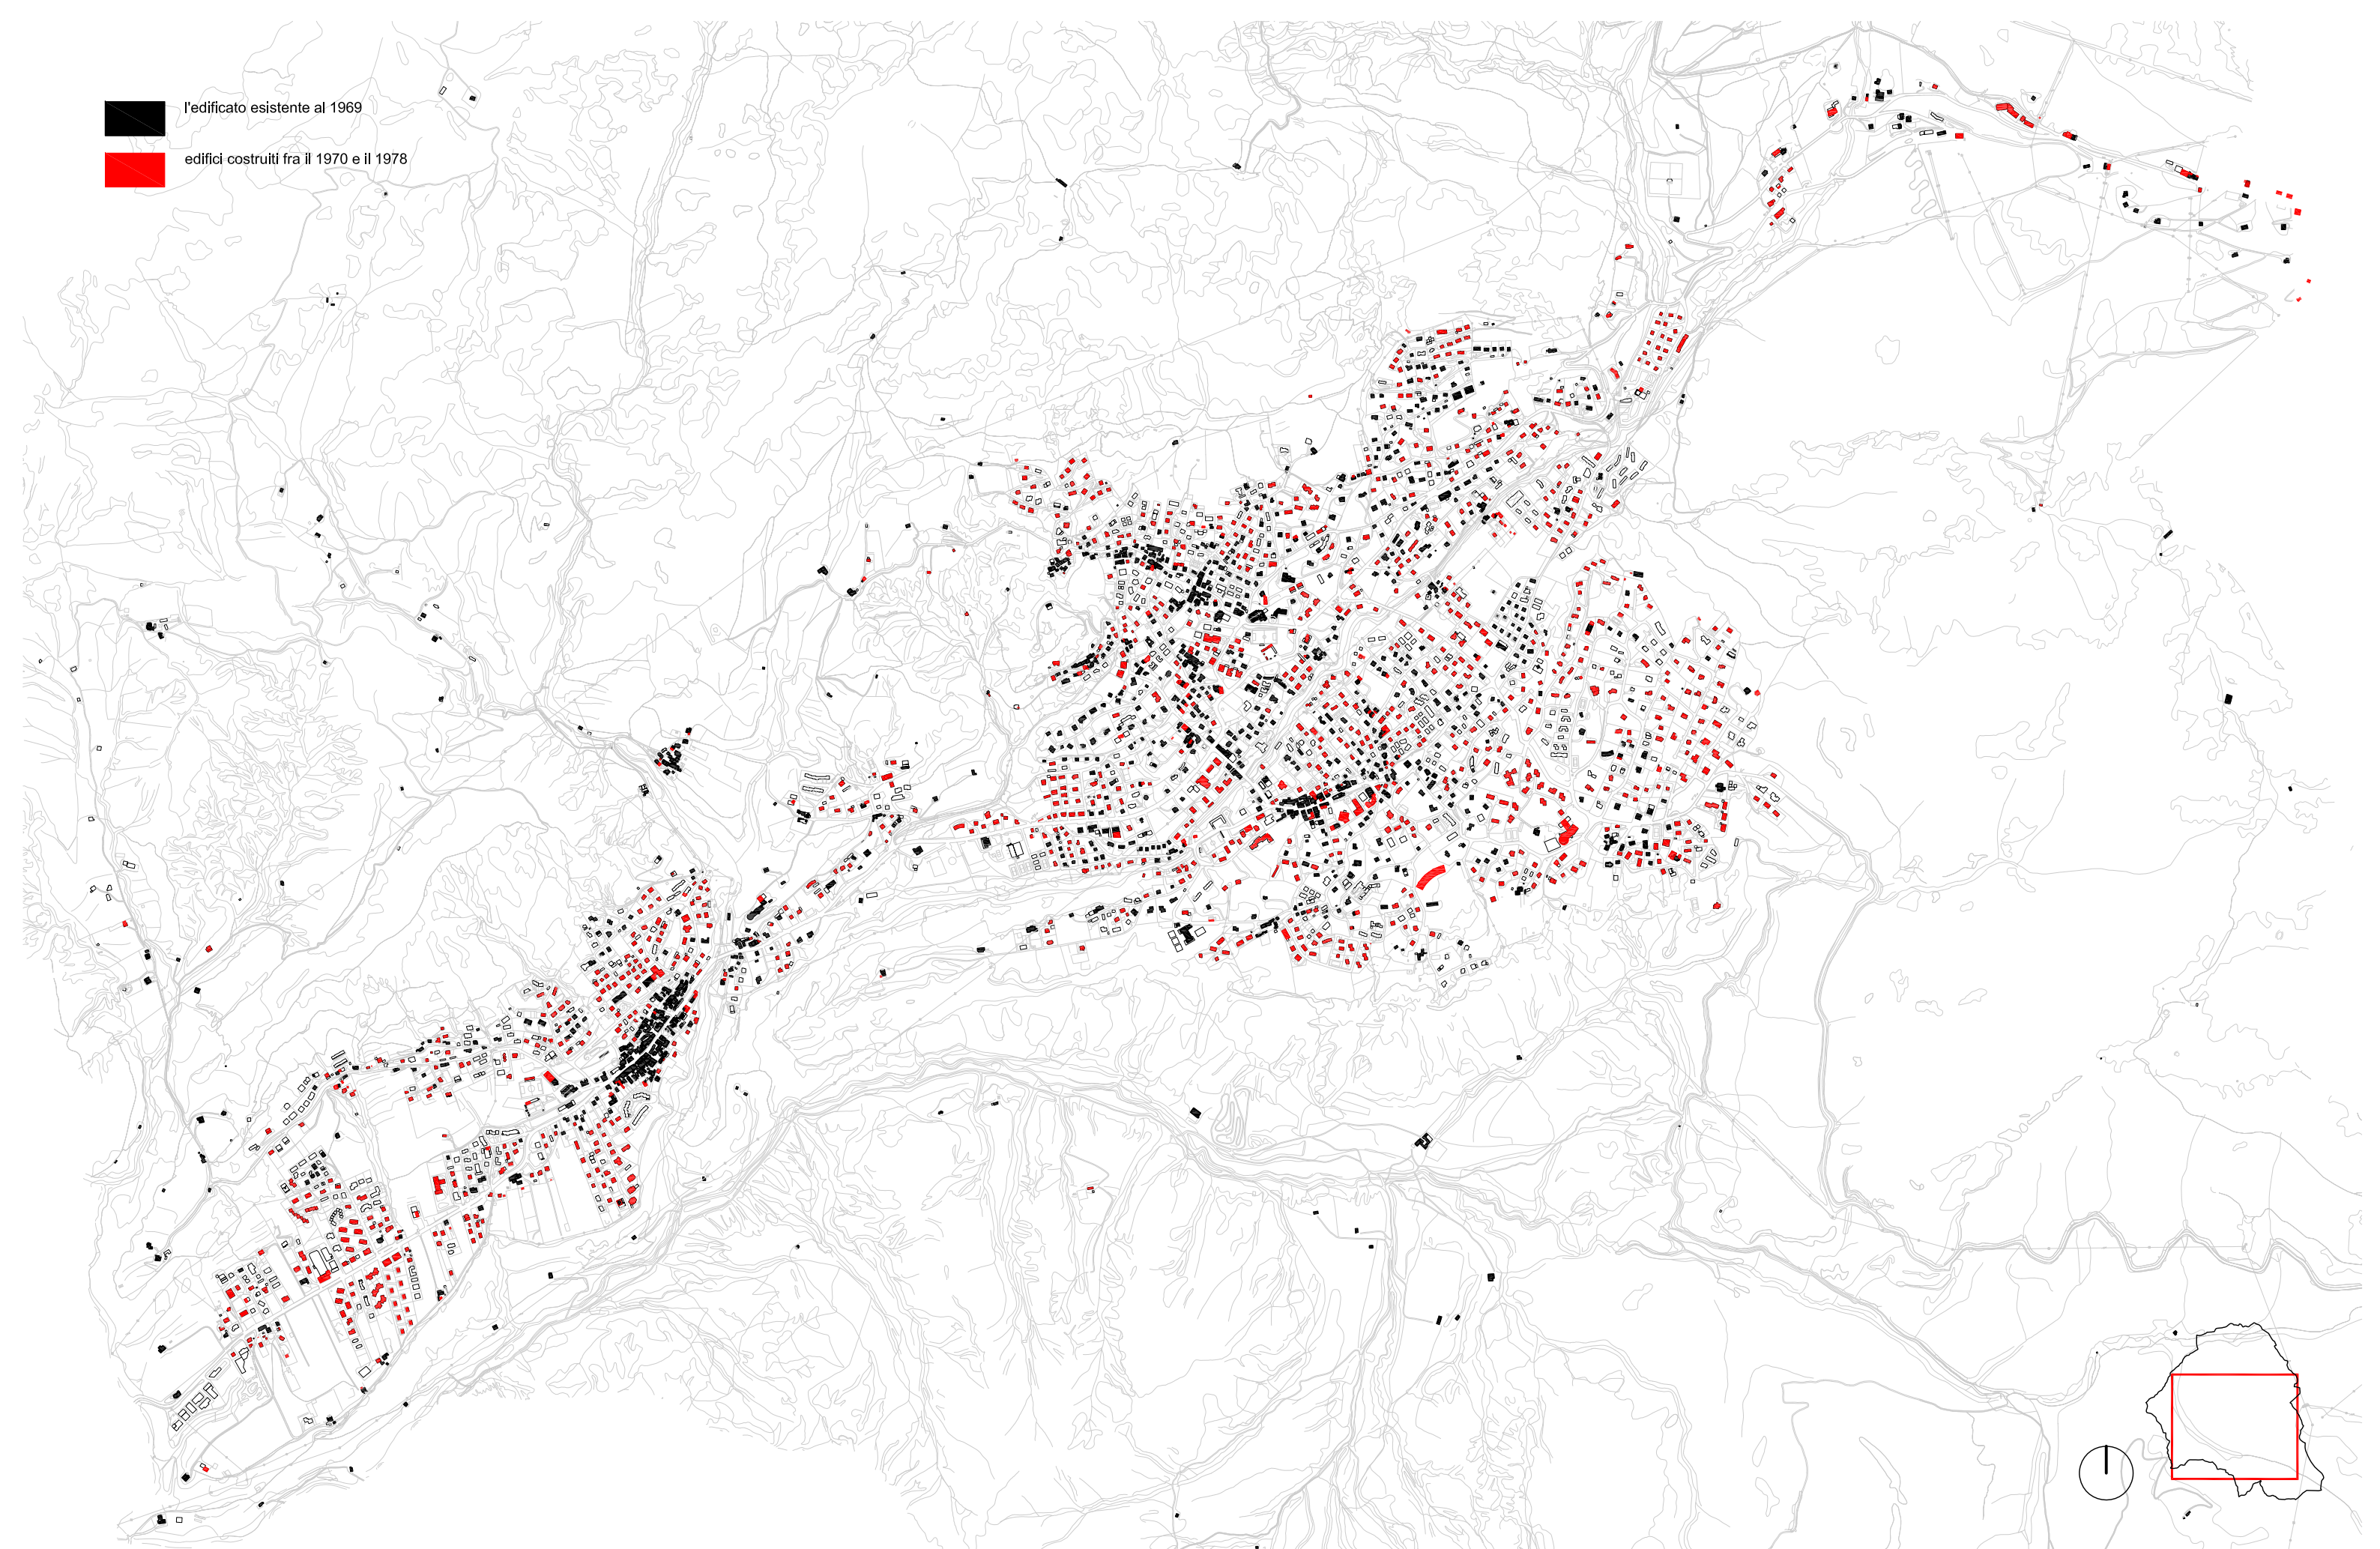 l'edificato esistente al 1969
edifici costruiti fra il 1970 e il 1978